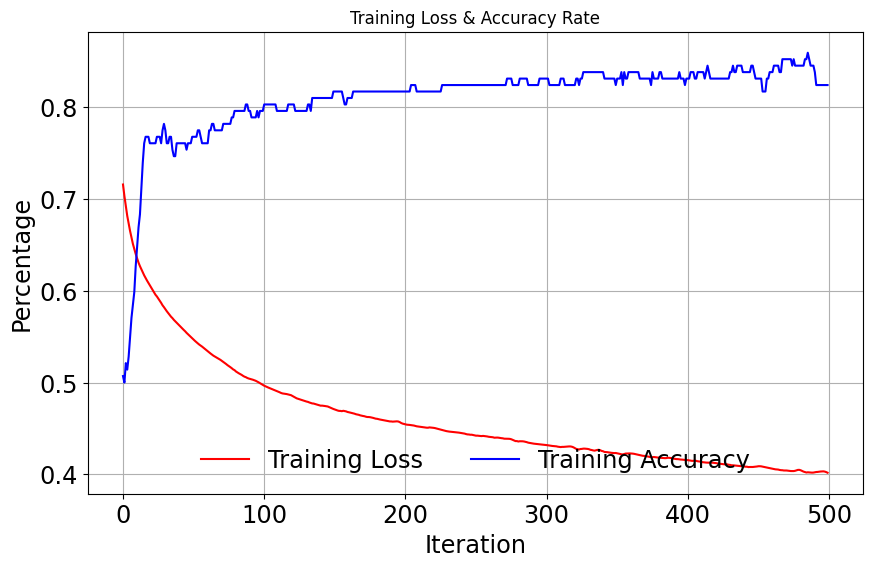 Training Loss & Accuracy Rate
Percentage
0.8
0.7
0.6
0.5
0.4
Training Loss
Training Accuracy
0
100
200
300
400
500
Iteration